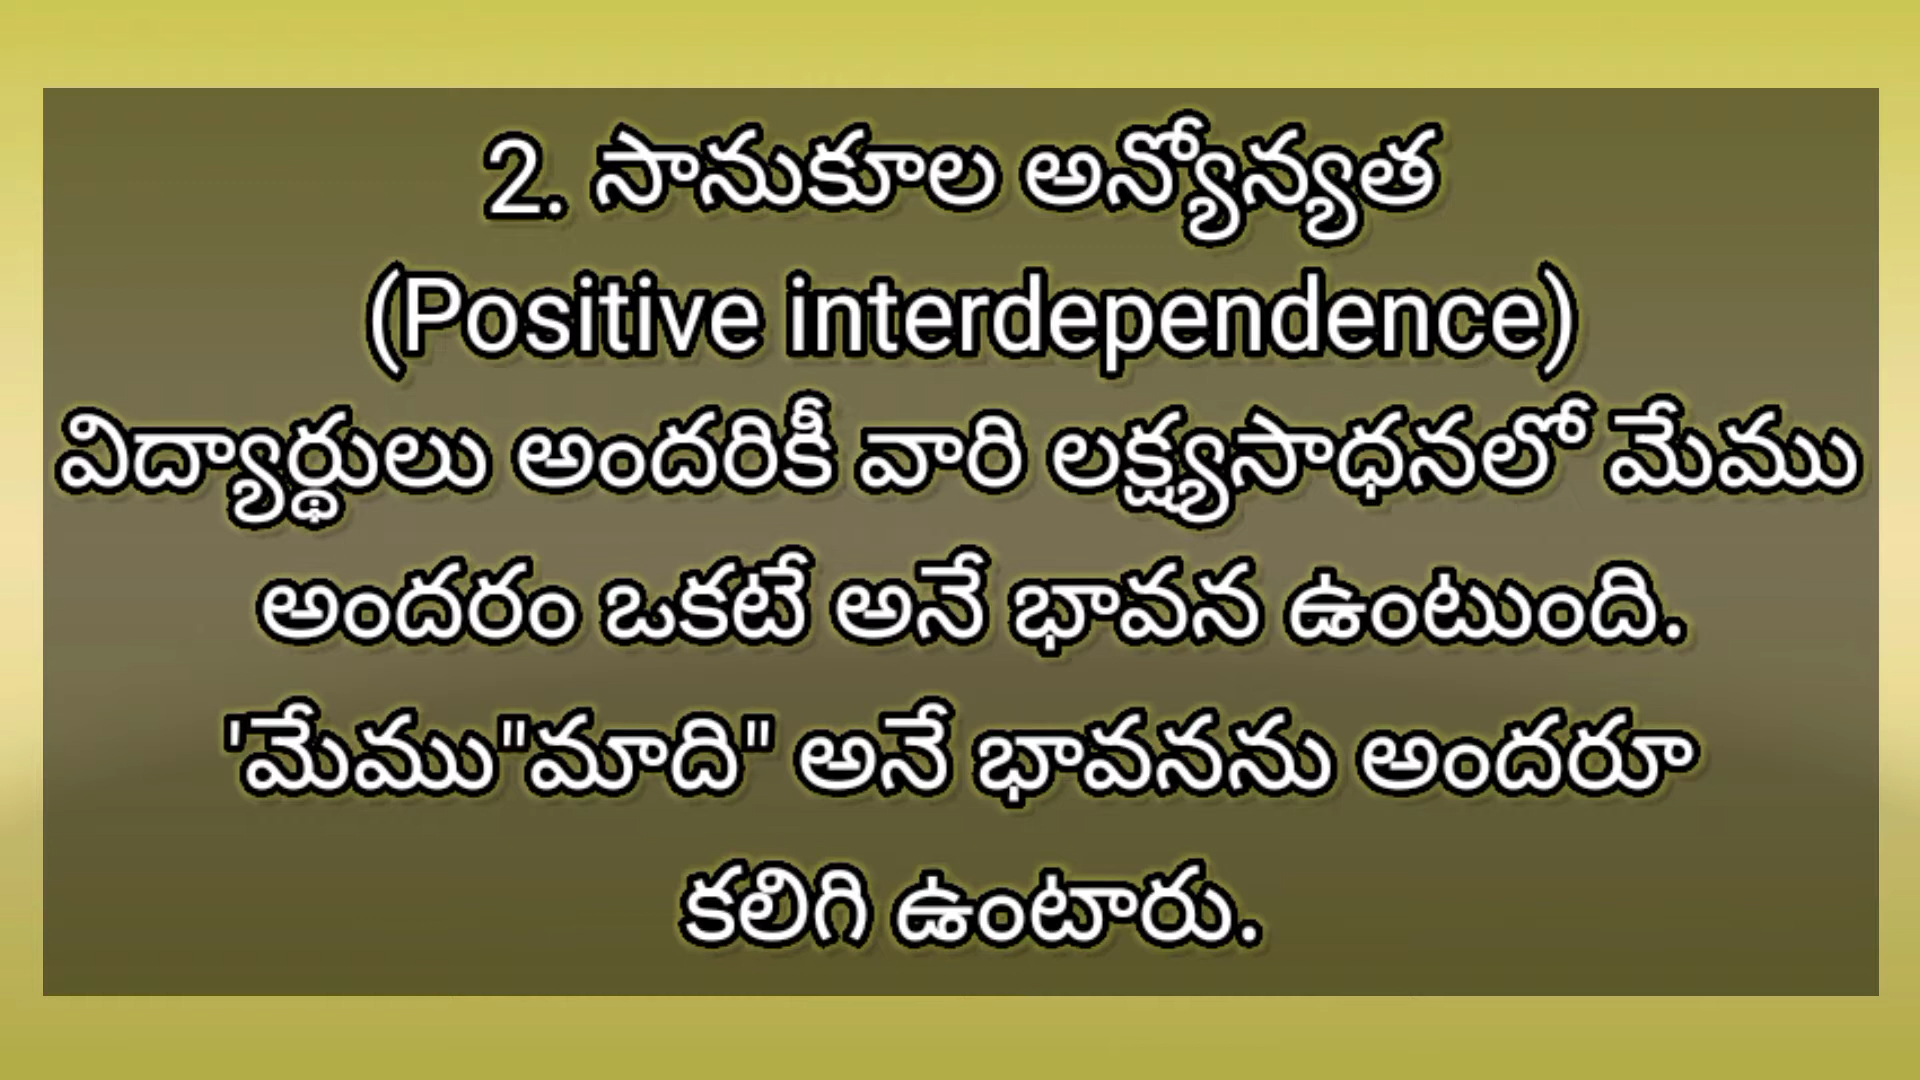 2. సానుకూల అన్యోన్యత
(Positive interdependence)
విద్యార్థులు అందరికీ వారి లక్ష్యసాధనలో మేము
అందరం ఒకటే అనే భావన ఉంటుంది.
'మేము"మాది" అనే భావనను అందరూ
కలిగి ఉంటారు.